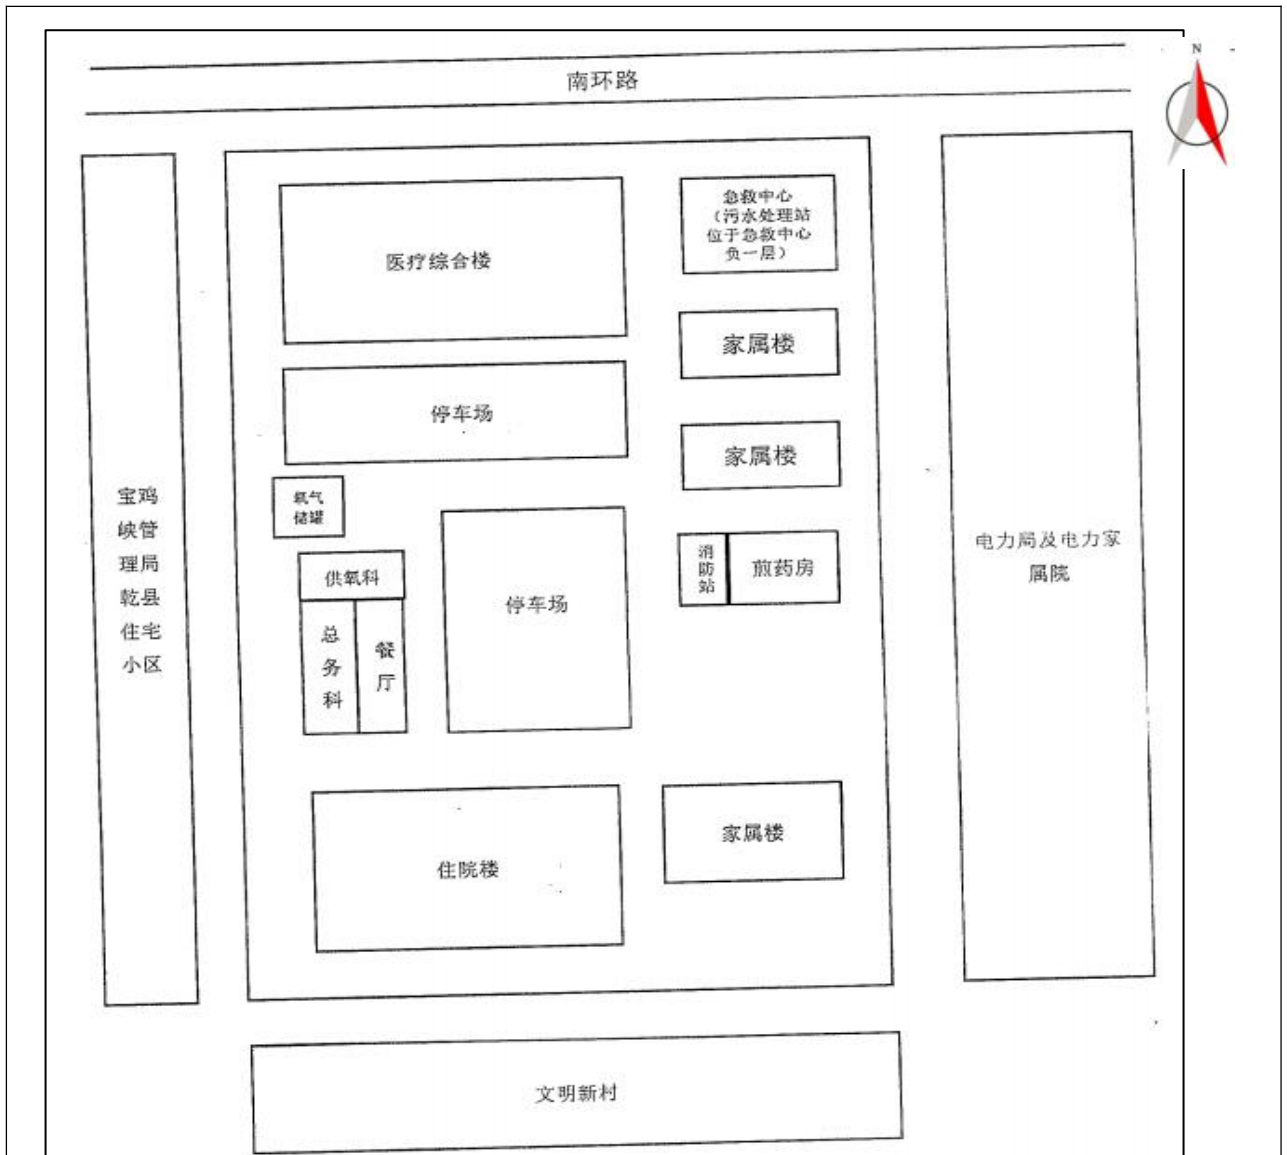 N
南环路
急救中心
（污水处理站
位于急救中心
负一层）
医疗综合楼
家属楼
停车场
家属楼
氧气
储罐
宝鸡
峡管
理局
乾县
住宅
小区
供氧科
总
务
科
餐
厅
停车场
消
防
站
煎药房
电力局及电力家
属院
住院楼
家属楼
文明新村